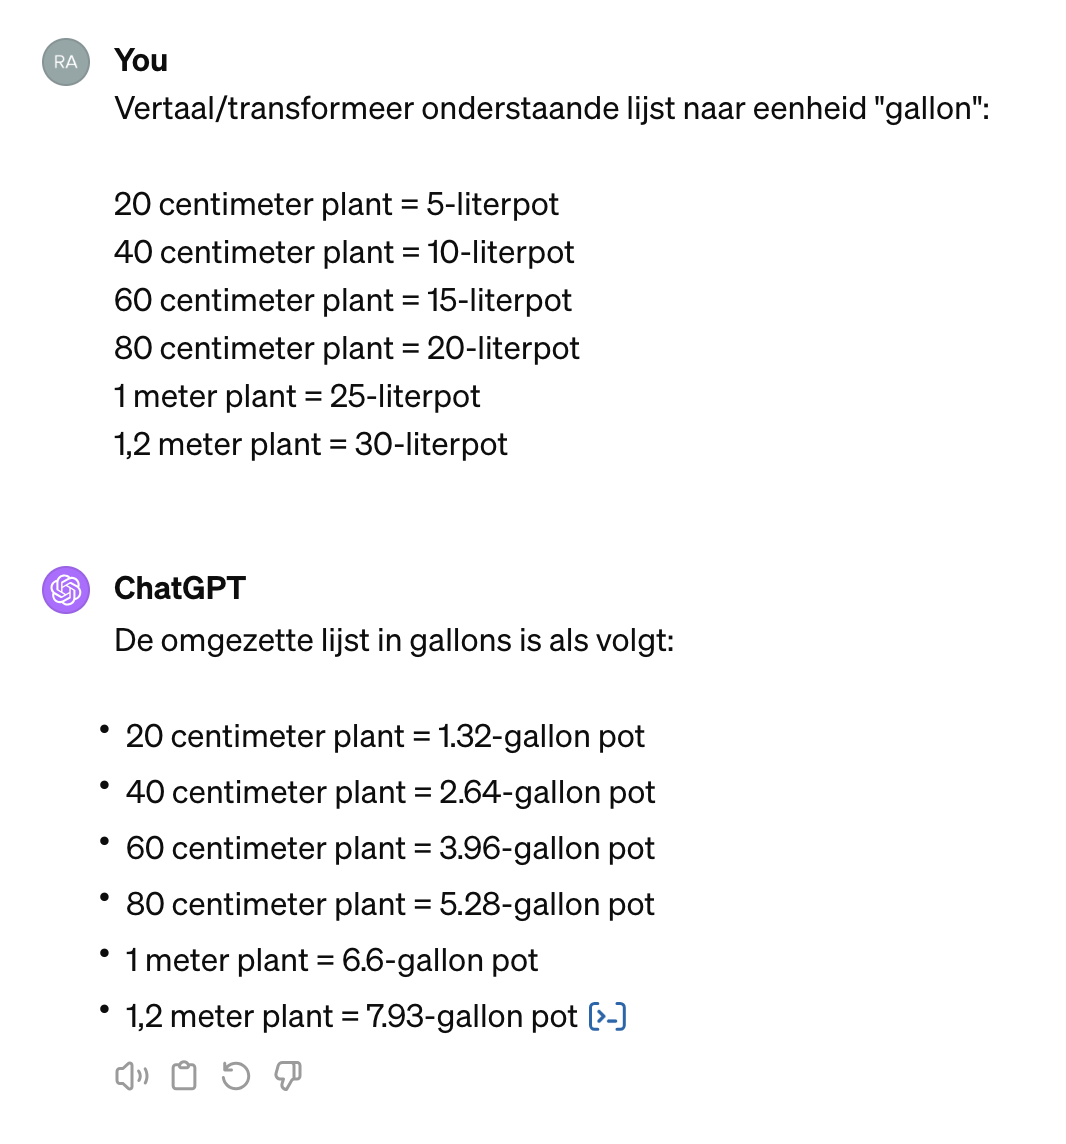 RA
You
Vertaal/transformeer onderstaande lijst naar eenheid "gallon":
20 centimeter plant = 5-literpot
40 centimeter plant = 10-literpot
60 centimeter plant = 15-literpot
80 centimeter plant = 20-literpot
1 meter plant = 25-literpot
1,2 meter plant = 30-literpot
ChatGPT
De omgezette lijst in gallons is als volgt:
• 20 centimeter plant = 1.32-gallon pot
• 40 centimeter plant = 2.64-gallon pot
• 60 centimeter plant = 3.96-gallon pot
• 80 centimeter plant = 5.28-gallon pot
• 1 meter plant = 6.6-gallon pot
• 1,2 meter plant = 7.93-gallon pot [>-]